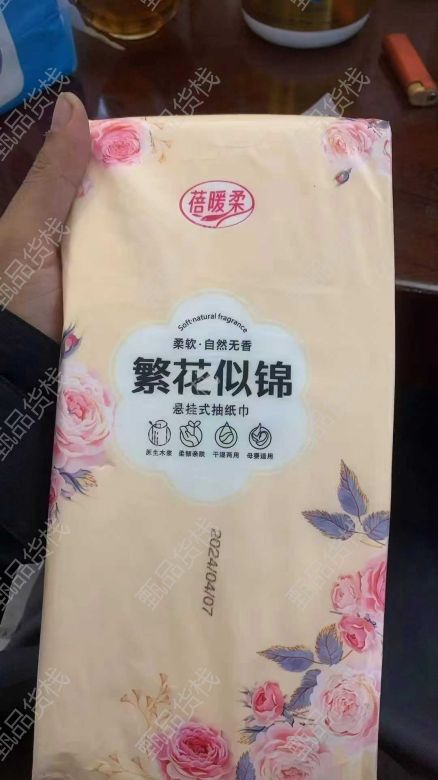 蓓暖柔
Soft·natural fragrance
柔软·自然无香
繁花似锦
悬挂式抽纸巾
原生木浆 柔韧亲肤 干湿两用 母婴适用
2024/04/07
甄品货栈